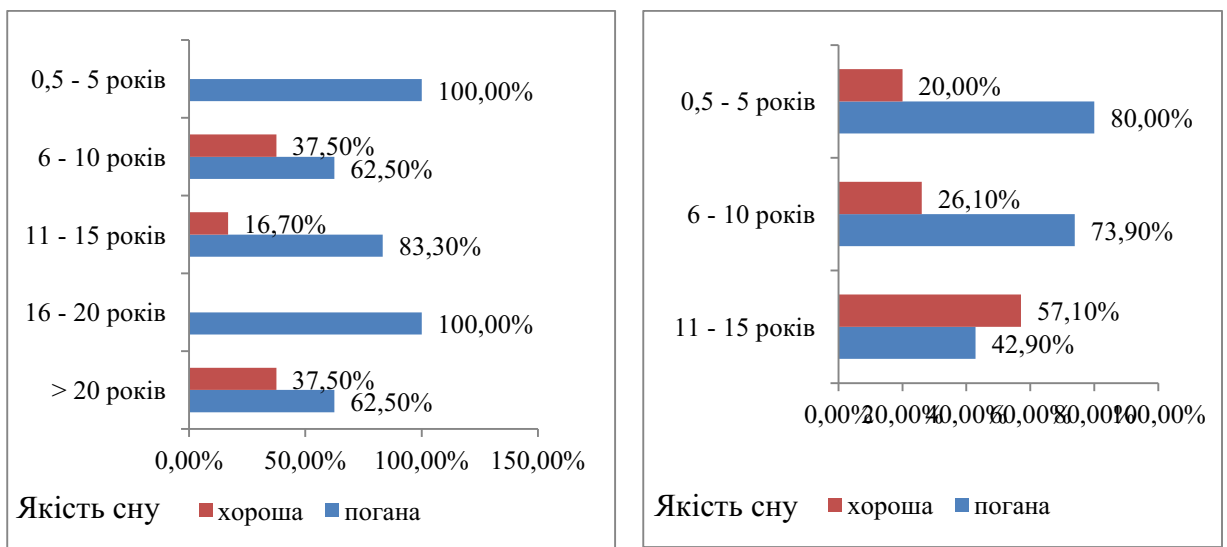 0,5 - 5 років
100,00%
6 - 10 років
37,50%
62,50%
11 - 15 років
16,70%
83,30%
16 - 20 років
100,00%
> 20 років
37,50%
62,50%
0,00% 50,00% 100,00% 150,00%
Якість сну хороша погана
0,5 - 5 років
20,00%
80,00%
6 - 10 років
26,10%
73,90%
11 - 15 років
57,10%
42,90%
0,00% 20,00% 40,00% 60,00% 80,00% 100,00%
Якість сну хороша погана